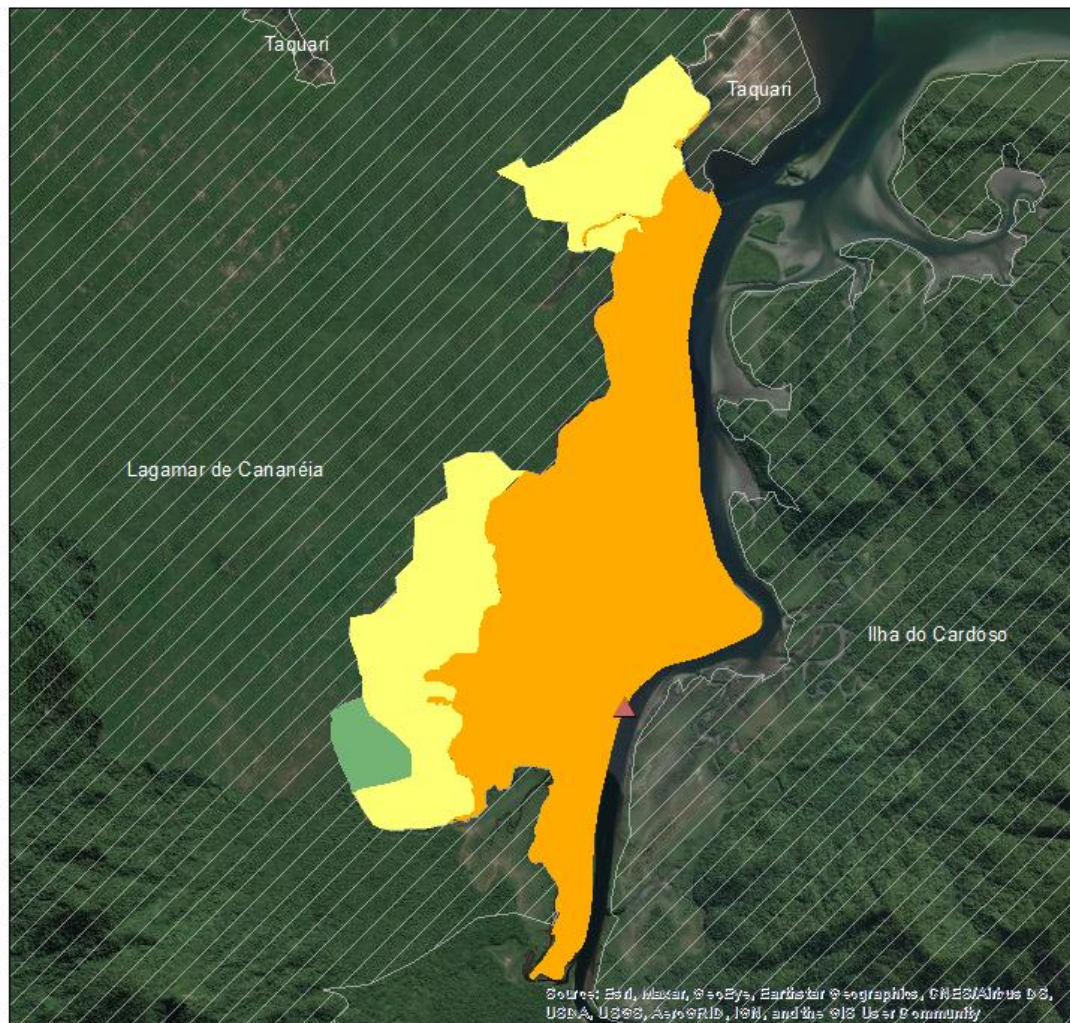 Taquari
Taquari
Lagamar de Cananéia
Ilha do Cardoso
Source: Esri, Maxar, GeoEye, Earthstar Geographics, CNES/Airbus DS,
USDA, USGS, AeroGRID, IGN, and the GIS User Community